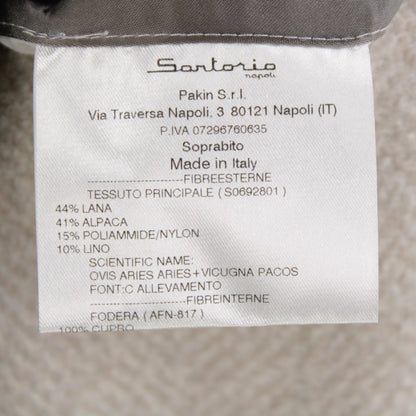 Sartorio
napoli
Pakin S.r.l.
Via Traversa Napoli, 3 80121 Napoli (IT)
P.IVA 07296760635
Soprabito
Made in Italy
--------------------FIBREESTERNE
TESSUTO PRINCIPALE ( S0692801 )
44% LANA
41% ALPACA
15% POLIAMMIDE/NYLON
10% LINO
SCIENTIFIC NAME:
OVIS ARIES ARIES+VICUGNA PACOS
FONT:C ALLEVAMENTO
--------------------FIBREINTERNE
FODERA ( AFN-817 )
100% CUPRO